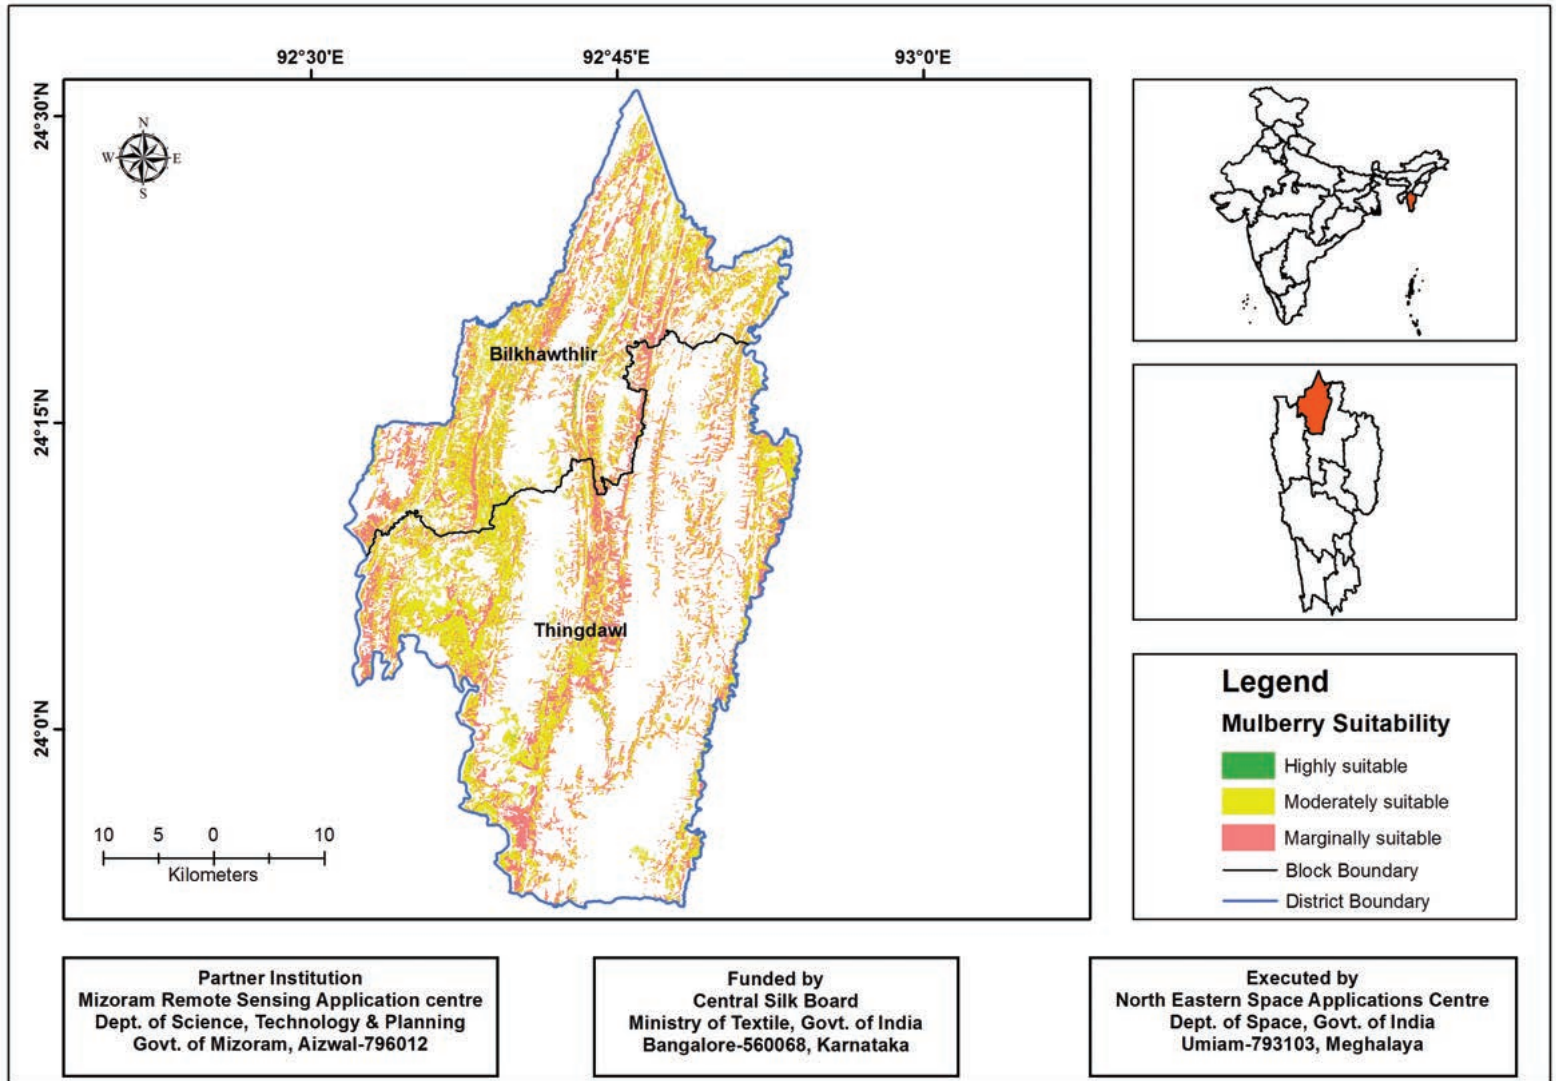 92°30'E
92°45'E
93°0'E
24°30'N
24°15'N
24°0'N
N
W
E
S
Bilkhawthlir
Thingdawl
10 5 0 10
Kilometers
Legend
Mulberry Suitability
Highly suitable
Moderately suitable
Marginally suitable
Block Boundary
District Boundary
Partner Institution
Mizoram Remote Sensing Application centre
Dept. of Science, Technology & Planning
Govt. of Mizoram, Aizwal-796012
Funded by
Central Silk Board
Ministry of Textile, Govt. of India
Bangalore-560068, Karnataka
Executed by
North Eastern Space Applications Centre
Dept. of Space, Govt. of India
Umiam-793103, Meghalaya